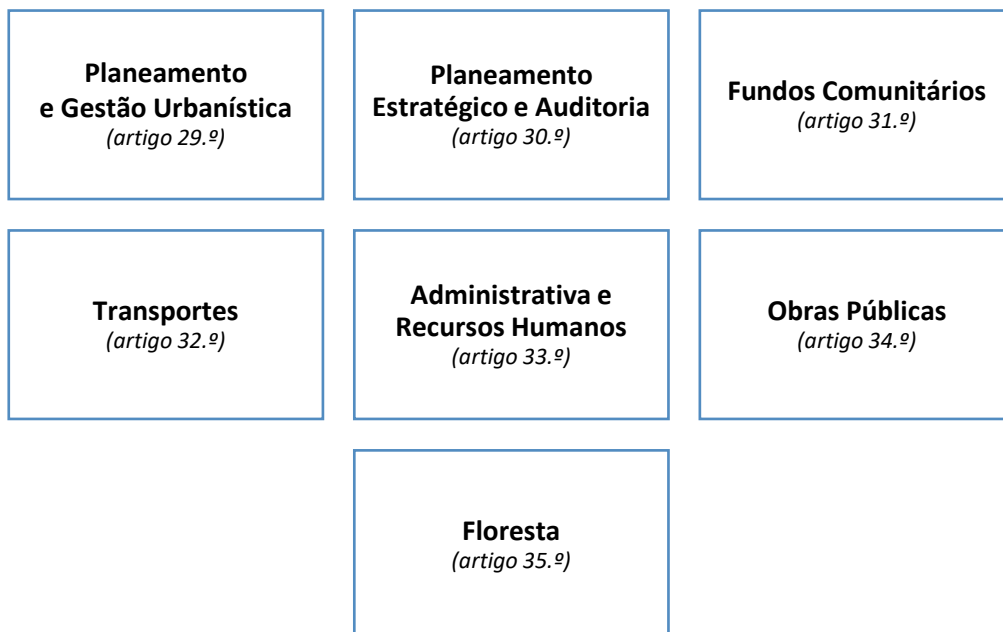 Planeamento
e Gestão Urbanística
(artigo 29.º)
Planeamento
Estratégico e Auditoria
(artigo 30.º)
Fundos Comunitários
(artigo 31.º)
Transportes
(artigo 32.º)
Administrativa e
Recursos Humanos
(artigo 33.º)
Obras Públicas
(artigo 34.º)
Floresta
(artigo 35.º)